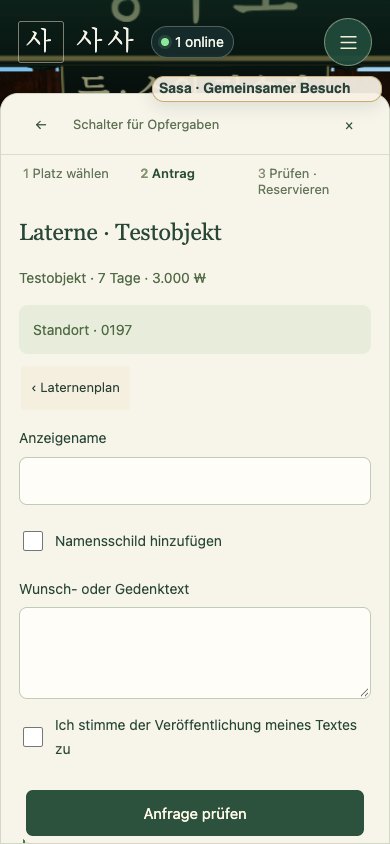 사 사사
1 online
Sasa · Gemeinsamer Besuch
← Schalter für Opfergaben ×
1 Platz wählen
2 Antrag
3 Prüfen ·
Reservieren
Laterne · Testobjekt
Testobjekt · 7 Tage · 3.000 ₩
Standort · 0197
‹ Laternenplan
Anzeigename
Namensschild hinzufügen
Wunsch- oder Gedenktext
Ich stimme der Veröffentlichung meines Textes
zu
Anfrage prüfen